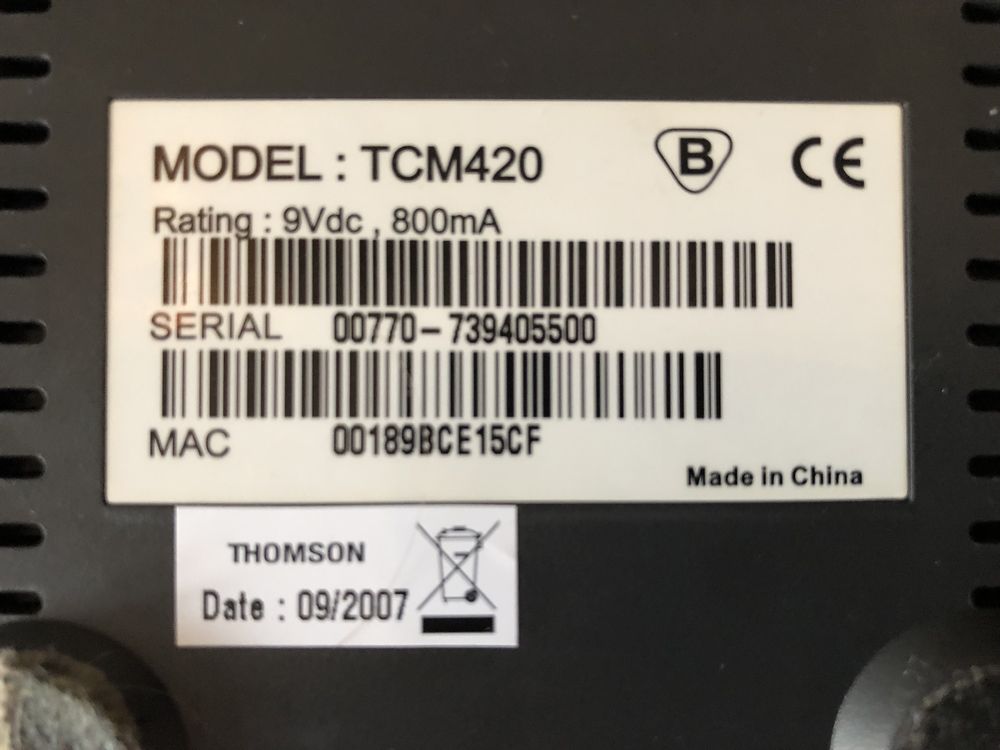 MODEL : TCM420
B
CE
Rating : 9Vdc , 800mA
SERIAL 00770-739405500
MAC 00189BCE15CF
Made in China
THOMSON
Date : 09/2007